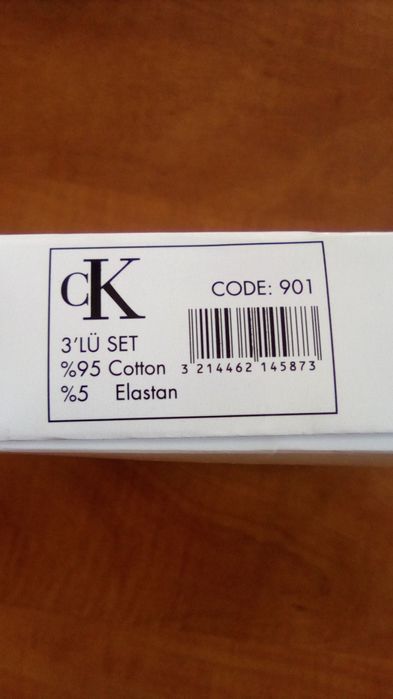 cK
CODE: 901
3'LÜ SET
%95 Cotton
3 214462 145873
%5 Elastan